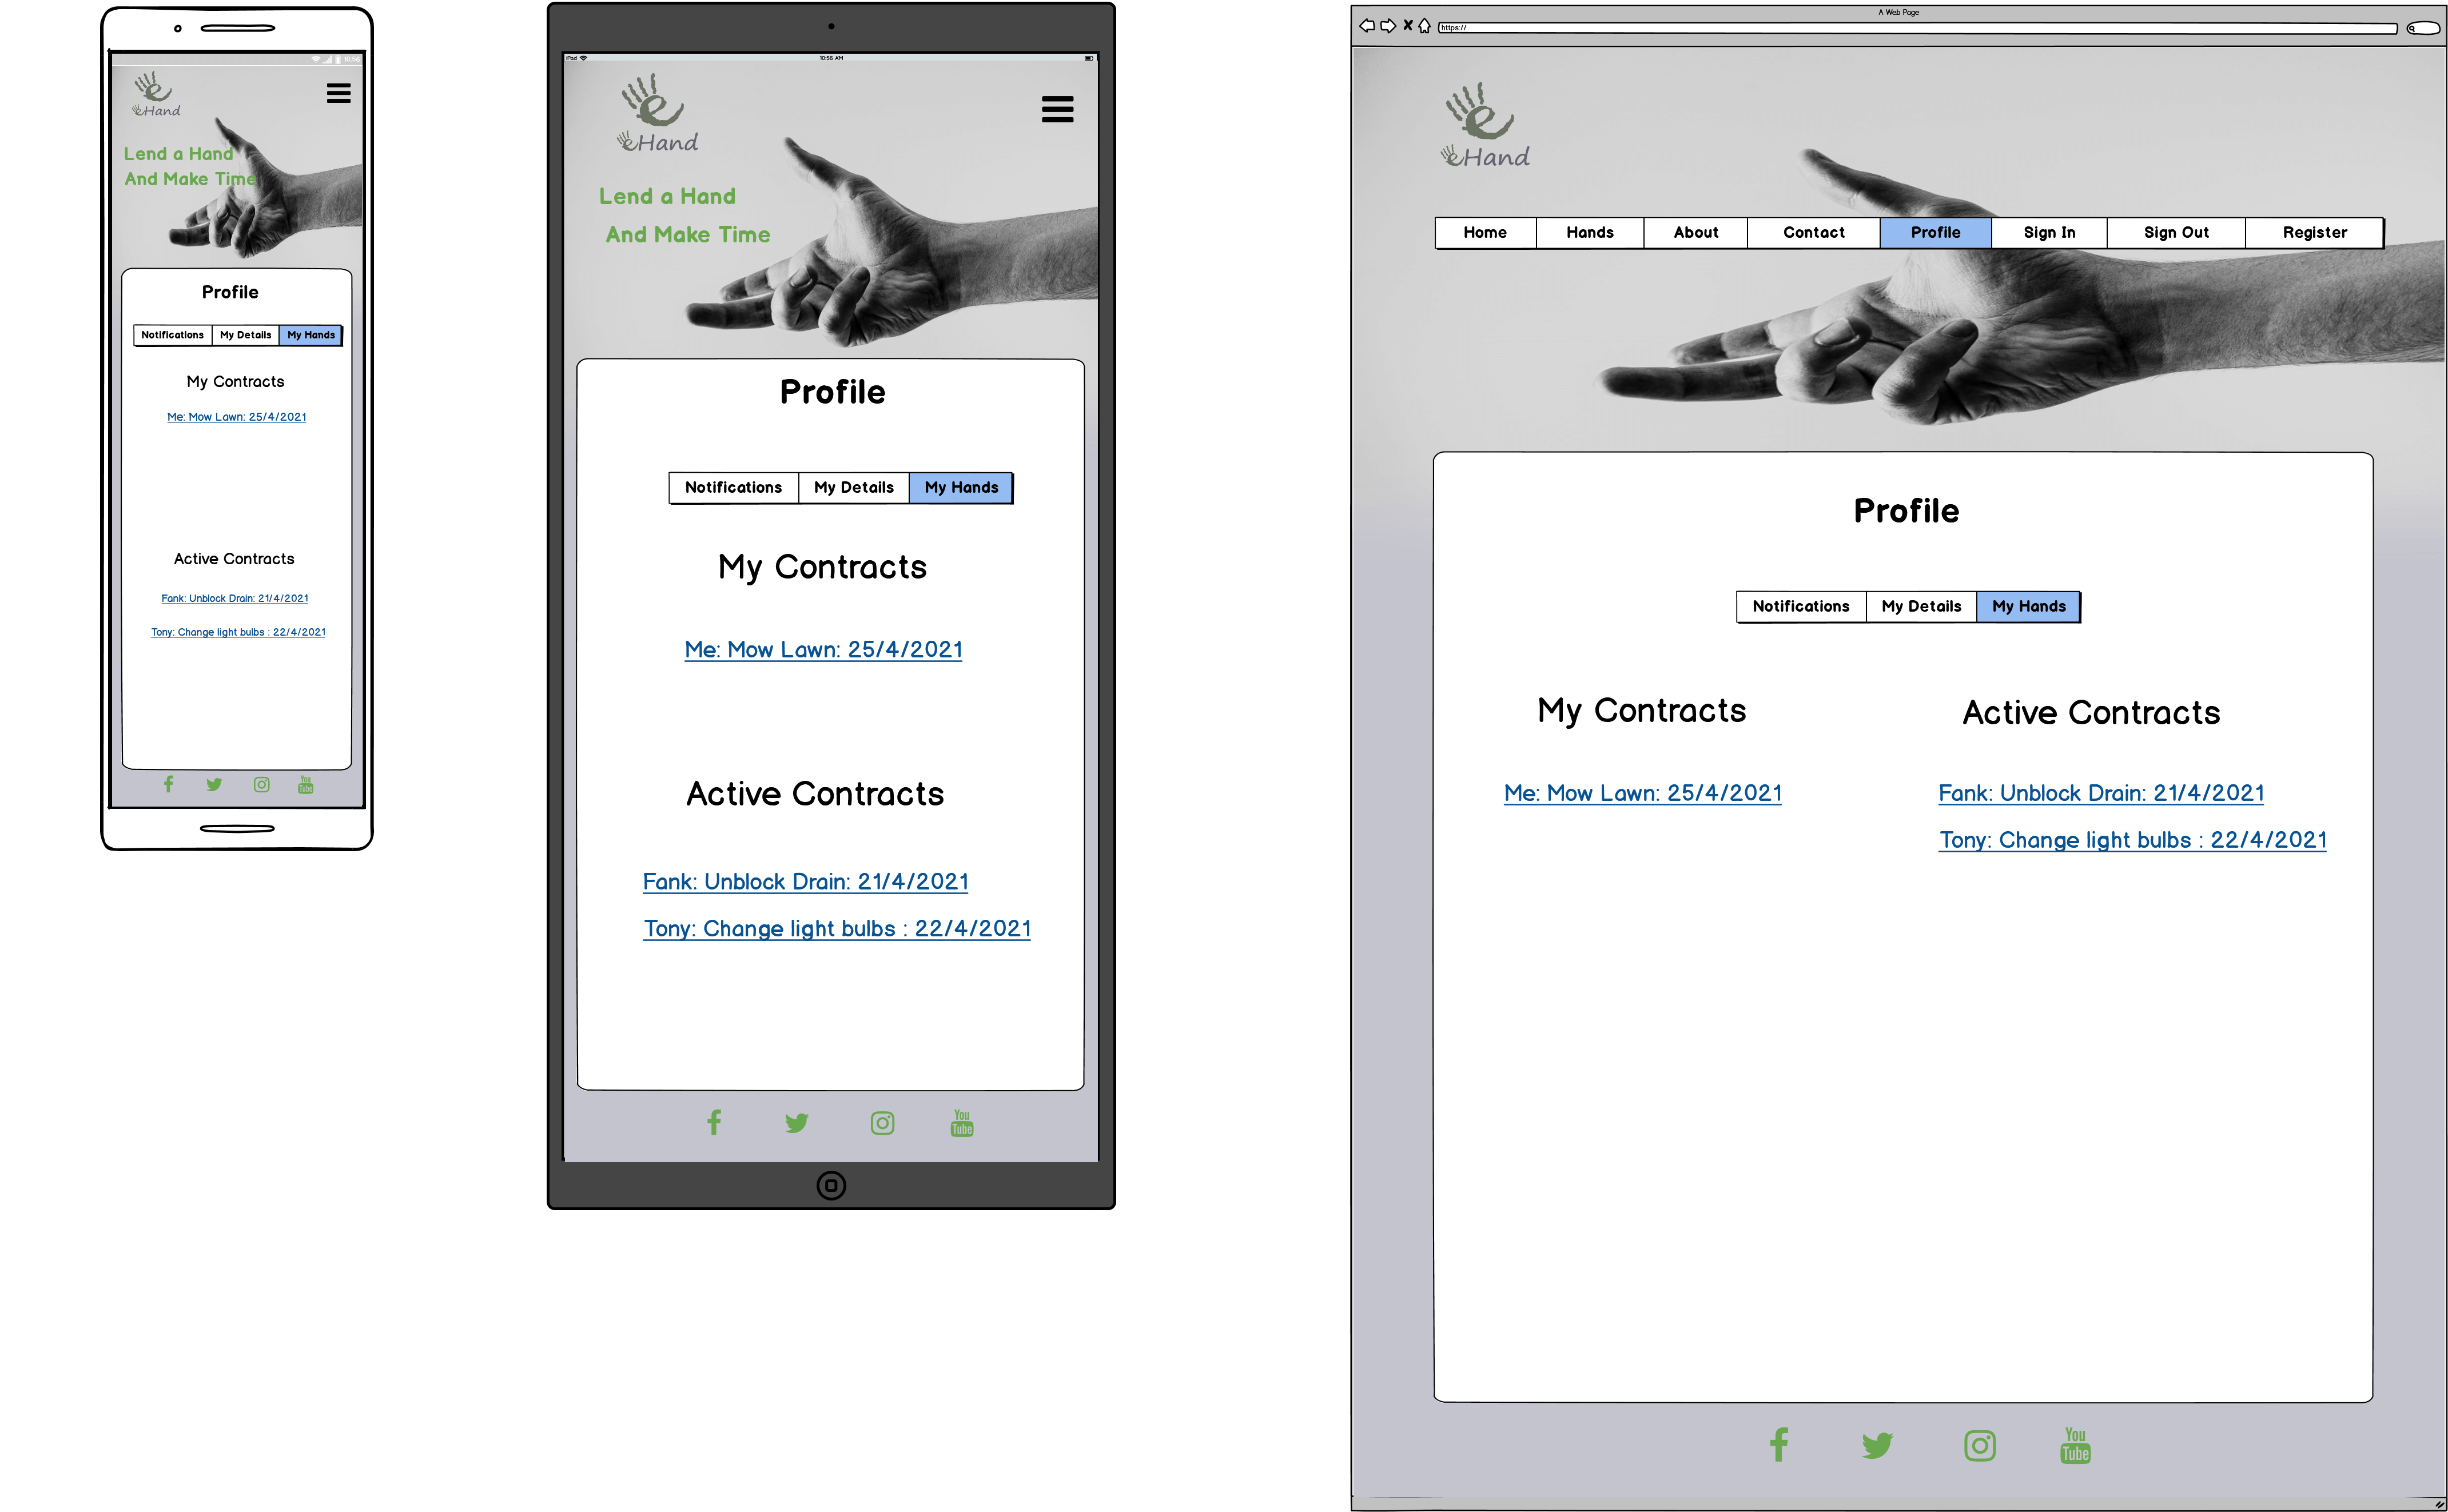 10:56
eHand
Lend a Hand
And Make Time
Profile
Notifications My Details My Hands
My Contracts
Me: Mow Lawn: 25/4/2021
Active Contracts
Fank: Unblock Drain: 21/4/2021
Tony: Change light bulbs : 22/4/2021
You
Tube
iPad 10:56 AM
eHand
Lend a Hand
And Make Time
Profile
Notifications My Details My Hands
My Contracts
Me: Mow Lawn: 25/4/2021
Active Contracts
Fank: Unblock Drain: 21/4/2021
Tony: Change light bulbs : 22/4/2021
You
Tube
A Web Page
https://
eHand
Home Hands About Contact Profile Sign In Sign Out Register
Profile
Notifications My Details My Hands
My Contracts Active Contracts
Me: Mow Lawn: 25/4/2021 Fank: Unblock Drain: 21/4/2021
Tony: Change light bulbs : 22/4/2021
You
Tube